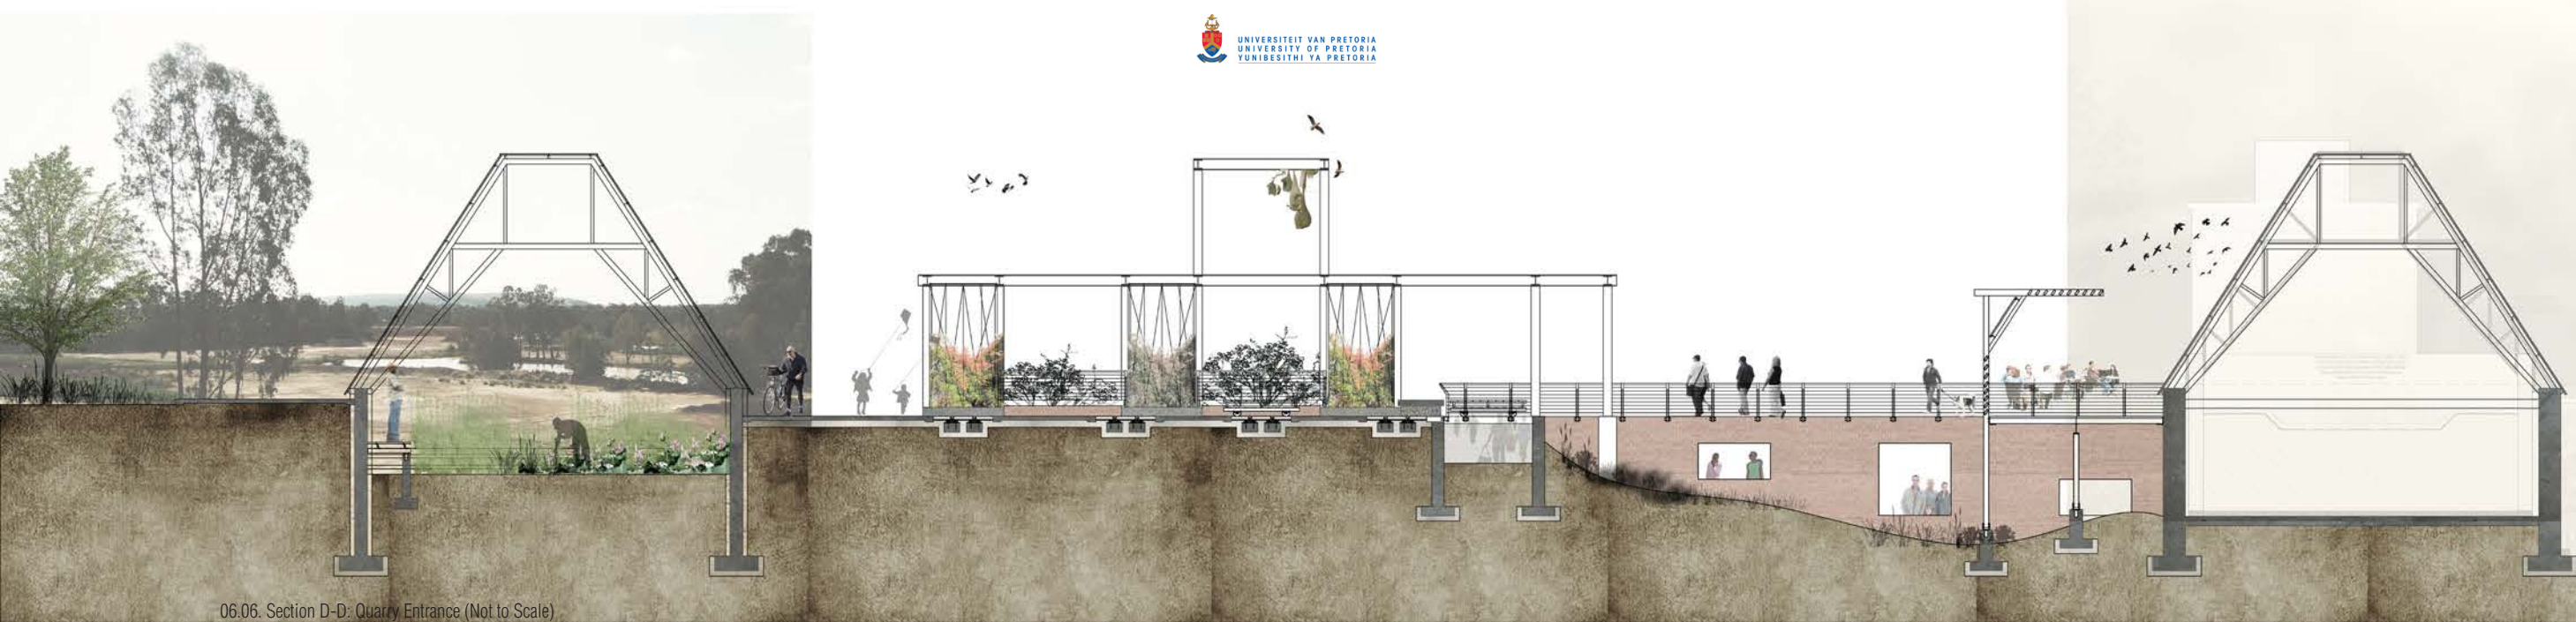 UNIVERSITEIT VAN PRETORIA
UNIVERSITY OF PRETORIA
YUNIBESITHI YA PRETORIA
06.06. Section D-D: Quarry Entrance (Not to Scale)